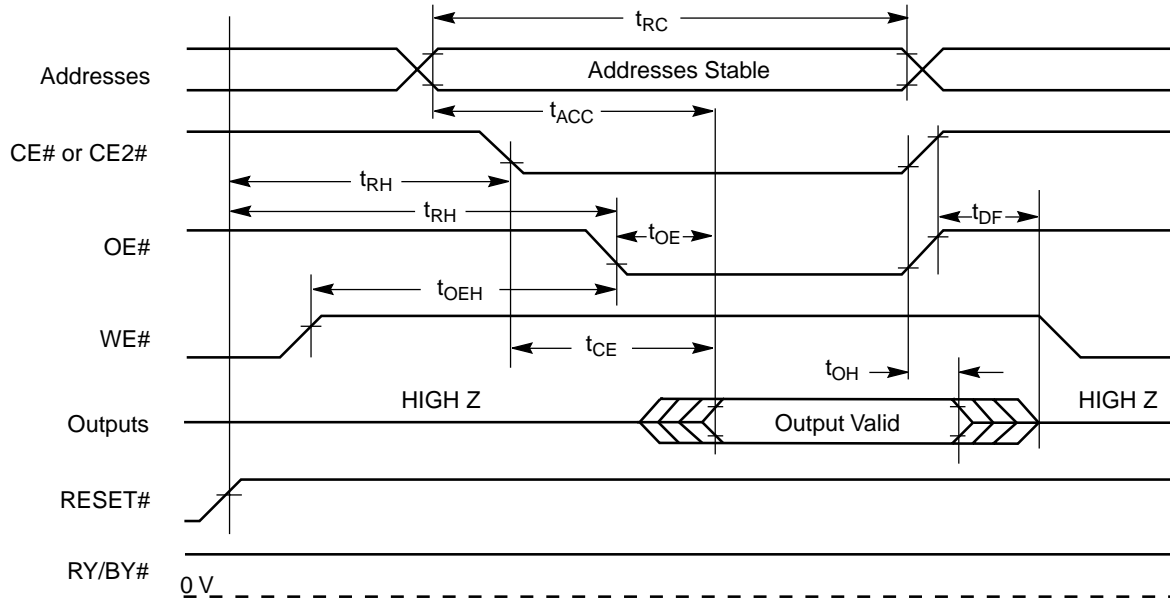 tRC
Addresses
Addresses Stable
tACC
CE# or CE2#
tRH
tRH
tDF
OE#
tOE
tOEH
WE#
tCE
tOH
HIGH Z
HIGH Z
Outputs
Output Valid
RESET#
RY/BY#
0 V